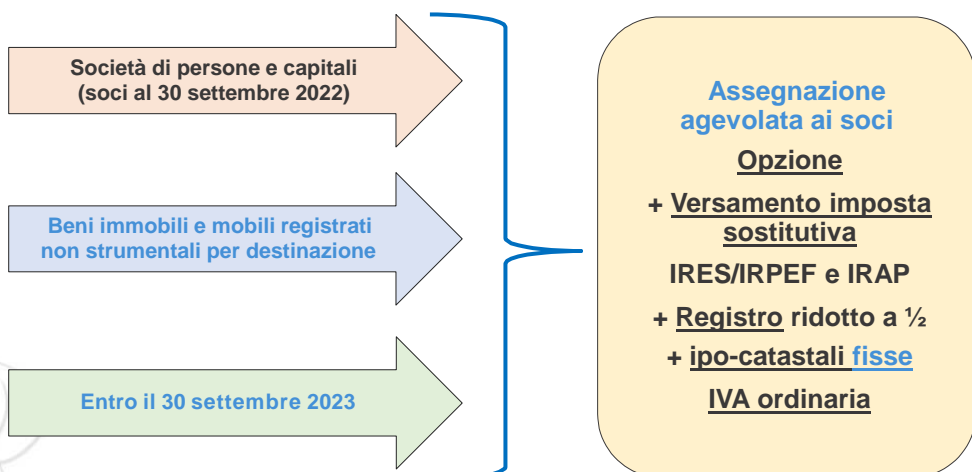 Società di persone e capitali
(soci al 30 settembre 2022)
Beni immobili e mobili registrati
non strumentali per destinazione
Entro il 30 settembre 2023
Assegnazione
agevolata ai soci
Opzione
+ Versamento imposta
sostitutiva
IRES/IRPEF e IRAP
+ Registro ridotto a ½
+ ipo-catastali fisse
IVA ordinaria